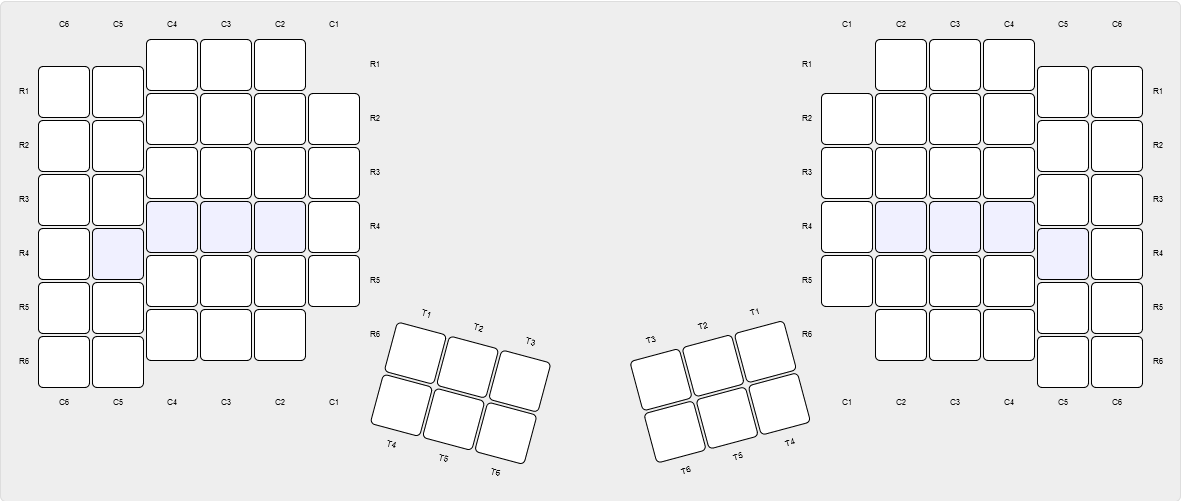 C6 C5 C4 C3 C2 C1 C1 C2 C3 C4 C5 C6
R1 R1
R1 R1
R2 R2
R2 R2
R3 R3
R3 R3
R4 R4
R4 R4
R5 R5
R5 R5
T1 T1
T2 T2
R6 R6
T3 T3
R6 R6
C6 C5 C4 C3 C2 C1 C1 C2 C3 C4 C5 C6
T4 T4
T5 T5
T6 T6